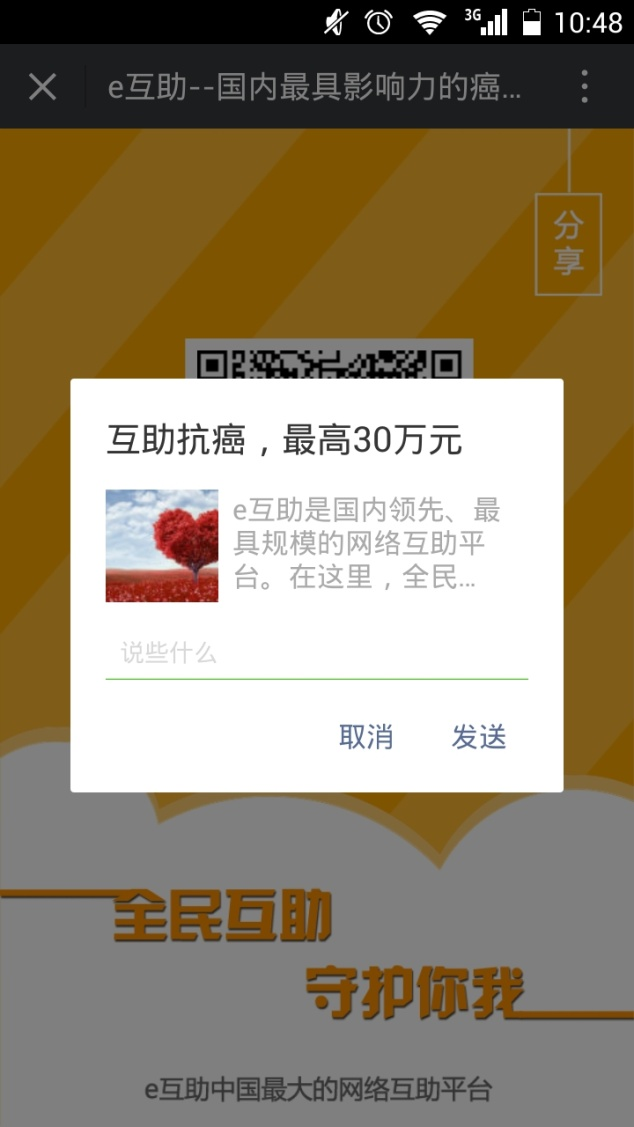 3G 10:48
e互助--国内最具影响力的癌...
分
享
互助抗癌，最高30万元
e互助是国内领先、最
具规模的网络互助平
台。在这里，全民...
说些什么
取消 发送
全民互助
守护你我
e互助中国最大的网络互助平台